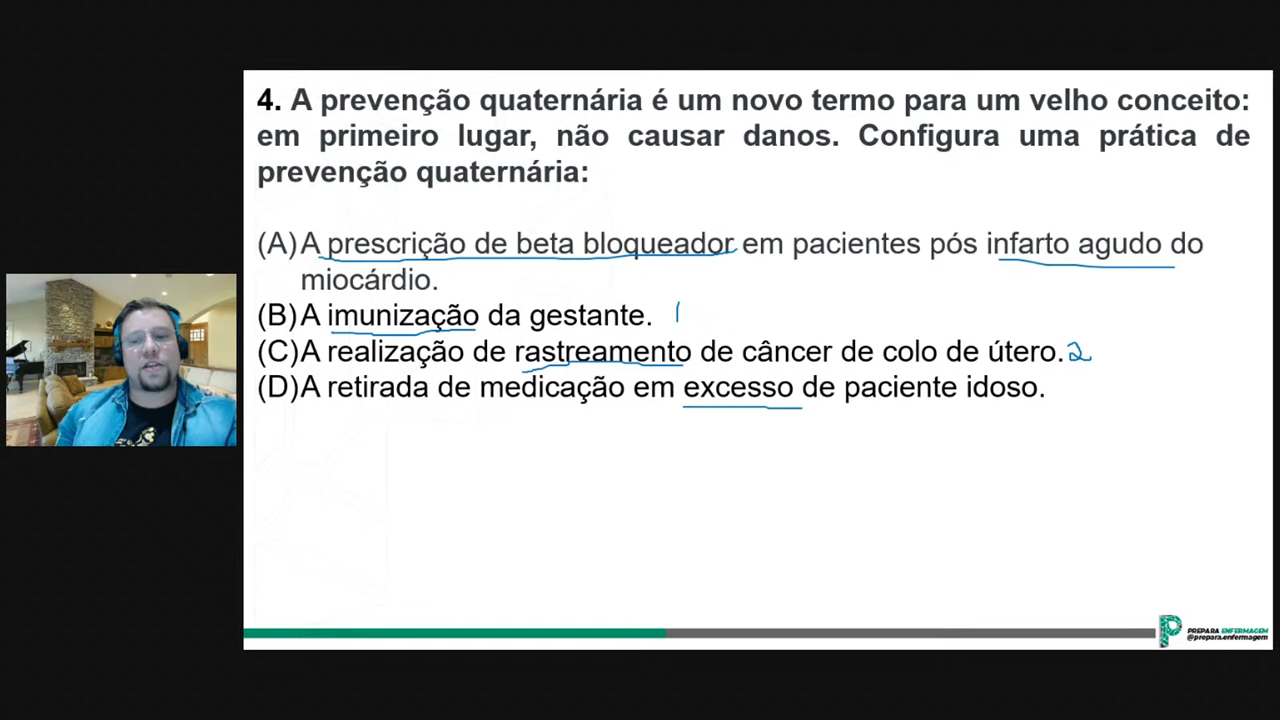 4. A prevenção quaternária é um novo termo para um velho conceito:
em primeiro lugar, não causar danos. Configura uma prática de
prevenção quaternária:
(A) A prescrição de beta bloqueador em pacientes pós infarto agudo do
miocárdio.
(B) A imunização da gestante. 1
(C) A realização de rastreamento de câncer de colo de útero. 2
(D) A retirada de medicação em excesso de paciente idoso.
PREPARA ENFERMAGEM
@prepara.enfermagem